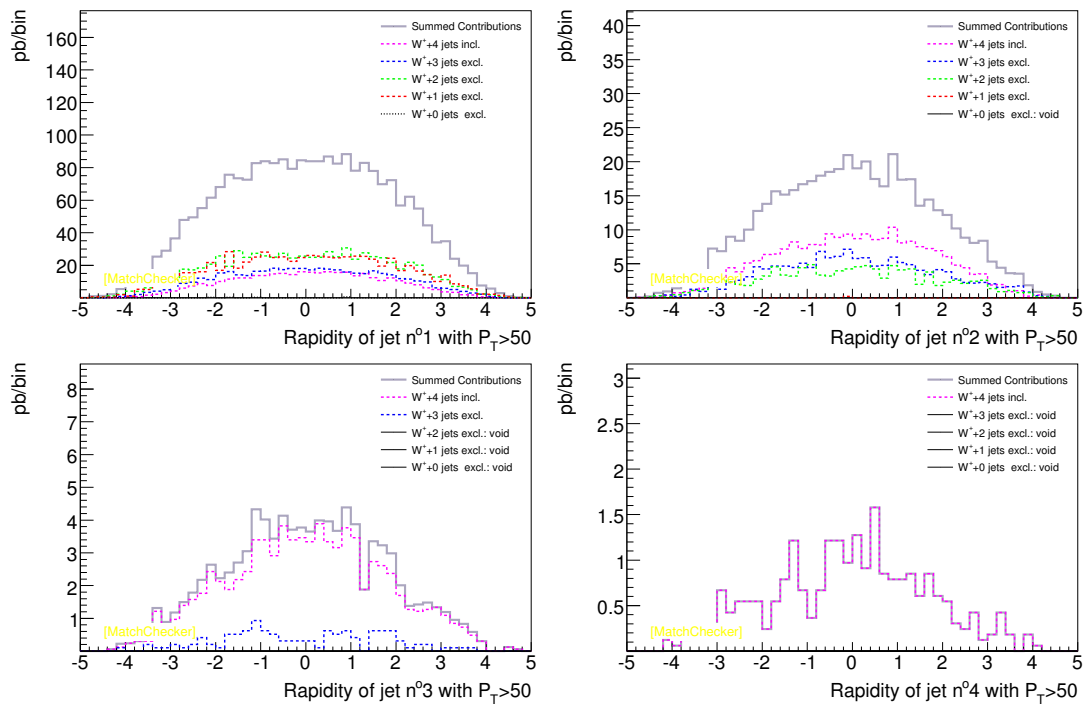 pb/bin
160
140
120
100
80
60
40
20
Summed Contributions
W⁺+4 jets incl.
W⁺+3 jets excl.
W⁺+2 jets excl.
W⁺+1 jets excl.
W⁺+0 jets excl.
[MatchChecker]
-5 -4 -3 -2 -1 0 1 2 3 4 5
Rapidity of jet nº1 with P_T>50
pb/bin
40
35
30
25
20
15
10
5
Summed Contributions
W⁺+4 jets incl.
W⁺+3 jets excl.
W⁺+2 jets excl.
W⁺+1 jets excl.
W⁺+0 jets excl.: void
[MatchChecker]
-5 -4 -3 -2 -1 0 1 2 3 4 5
Rapidity of jet nº2 with P_T>50
pb/bin
8
7
6
5
4
3
2
1
Summed Contributions
W⁺+4 jets incl.
W⁺+3 jets excl.
W⁺+2 jets excl.: void
W⁺+1 jets excl.: void
W⁺+0 jets excl.: void
[MatchChecker]
-5 -4 -3 -2 -1 0 1 2 3 4 5
Rapidity of jet nº3 with P_T>50
pb/bin
3
2.5
2
1.5
1
0.5
Summed Contributions
W⁺+4 jets incl.
W⁺+3 jets excl.: void
W⁺+2 jets excl.: void
W⁺+1 jets excl.: void
W⁺+0 jets excl.: void
[MatchChecker]
-5 -4 -3 -2 -1 0 1 2 3 4 5
Rapidity of jet nº4 with P_T>50